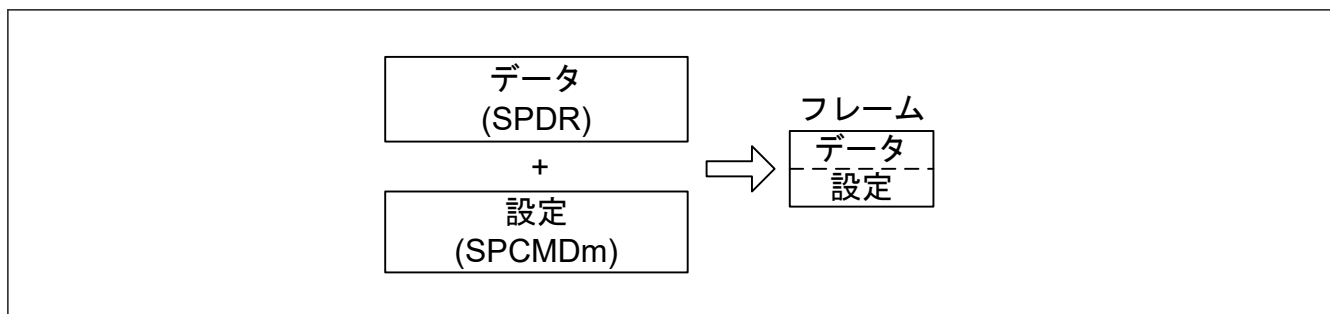 データ
(SPDR)
+
設定
(SPCMDm)
フレーム
データ
設定